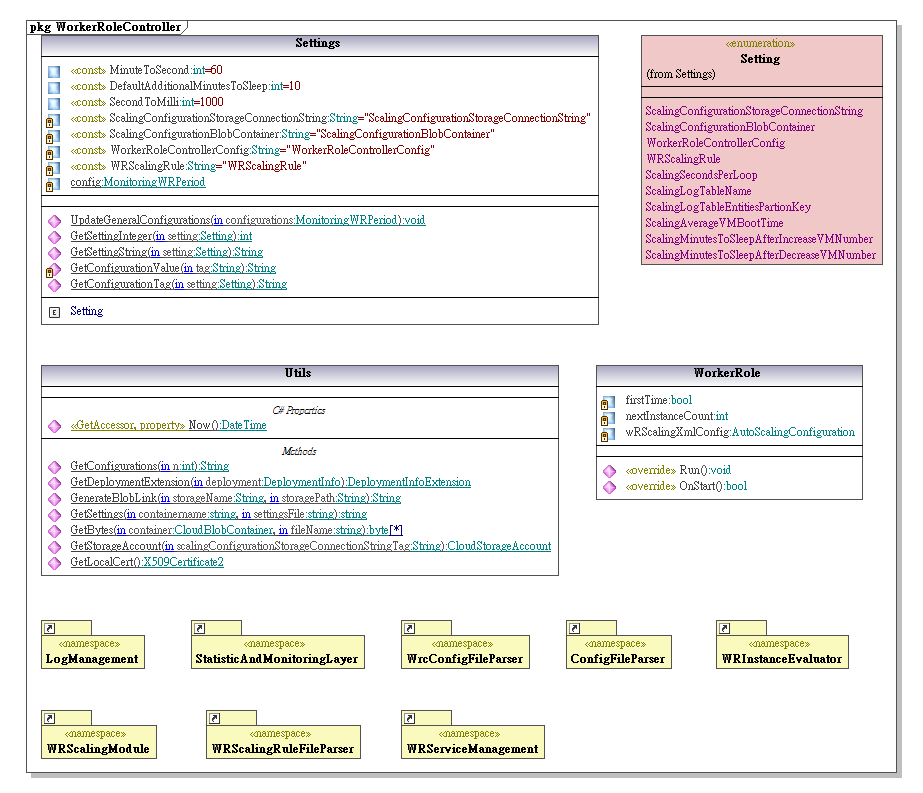 pkg WorkerRoleController
Settings
«const» MinuteToSecond:int=60
«const» DefaultAdditionalMinutesToSleep:int=10
«const» SecondToMilli:int=1000
«const» ScalingConfigurationStorageConnectionString:String="ScalingConfigurationStorageConnectionString"
«const» ScalingConfigurationBlobContainer:String="ScalingConfigurationBlobContainer"
«const» WorkerRoleControllerConfig:String="WorkerRoleControllerConfig"
«const» WRScalingRule:String="WRScalingRule"
config:MonitoringWRPeriod
UpdateGeneralConfigurations(in configurations:MonitoringWRPeriod):void
GetSettingInteger(in setting:Setting):int
GetSettingString(in setting:Setting):String
GetConfigurationValue(in tag:String):String
GetConfigurationTag(in setting:Setting):String
E Setting
«enumeration»
Setting
(from Settings)
ScalingConfigurationStorageConnectionString
ScalingConfigurationBlobContainer
WorkerRoleControllerConfig
WRScalingRule
ScalingSecondsPerLoop
ScalingLogTableName
ScalingLogTableEntitiesPartionKey
ScalingAverageVMBootTime
ScalingMinutesToSleepAfterIncreaseVMNumber
ScalingMinutesToSleepAfterDecreaseVMNumber
Utils
C# Properties
«GetAccessor, property» Now():DateTime
Methods
GetConfigurations(in n:int):String
GetDeploymentExtension(in deployment:DeploymentInfo):DeploymentInfoExtension
GenerateBlobLink(in storageName:String, in storagePath:String):String
GetSettings(in containername:string, in settingsFile:string):string
GetBytes(in container:CloudBlobContainer, in fileName:string):byte[*]
GetStorageAccount(in scalingConfigurationStorageConnectionStringTag:String):CloudStorageAccount
GetLocalCert():X509Certificate2
WorkerRole
firstTime:bool
nextInstanceCount:int
wRScalingXmlConfig:AutoScalingConfiguration
«override» Run():void
«override» OnStart():bool
«namespace»
LogManagement
«namespace»
StatisticAndMonitoringLayer
«namespace»
WrcConfigFileParser
«namespace»
ConfigFileParser
«namespace»
WRInstanceEvaluator
«namespace»
WRScalingModule
«namespace»
WRScalingRuleFileParser
«namespace»
WRServiceManagement